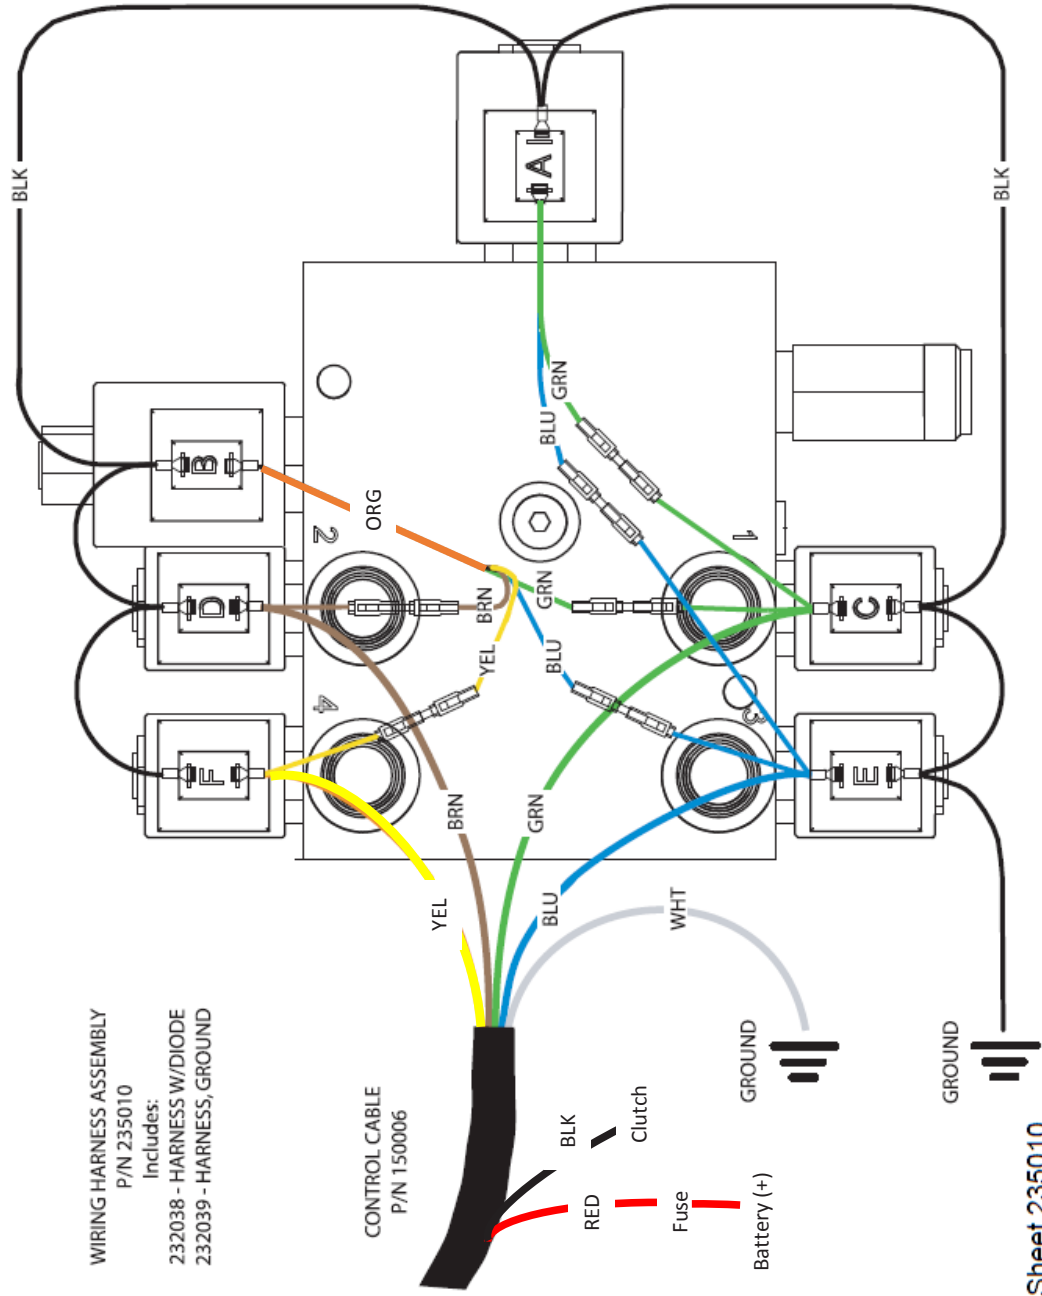 WIRING HARNESS ASSEMBLY
P/N 235010
Includes:
232038 - HARNESS W/DIODE
232039 - HARNESS, GROUND
CONTROL CABLE
P/N 150006
BLK
BLK
A
B
C
D
E
F
1
2
3
4
ORG
GRN
BLU
BRN
GRN
YEL
BLU
BRN
GRN
YEL
BLU
WHT
GROUND
GROUND
BLK
Clutch
RED
Fuse
Battery (+)
Sheet 235010